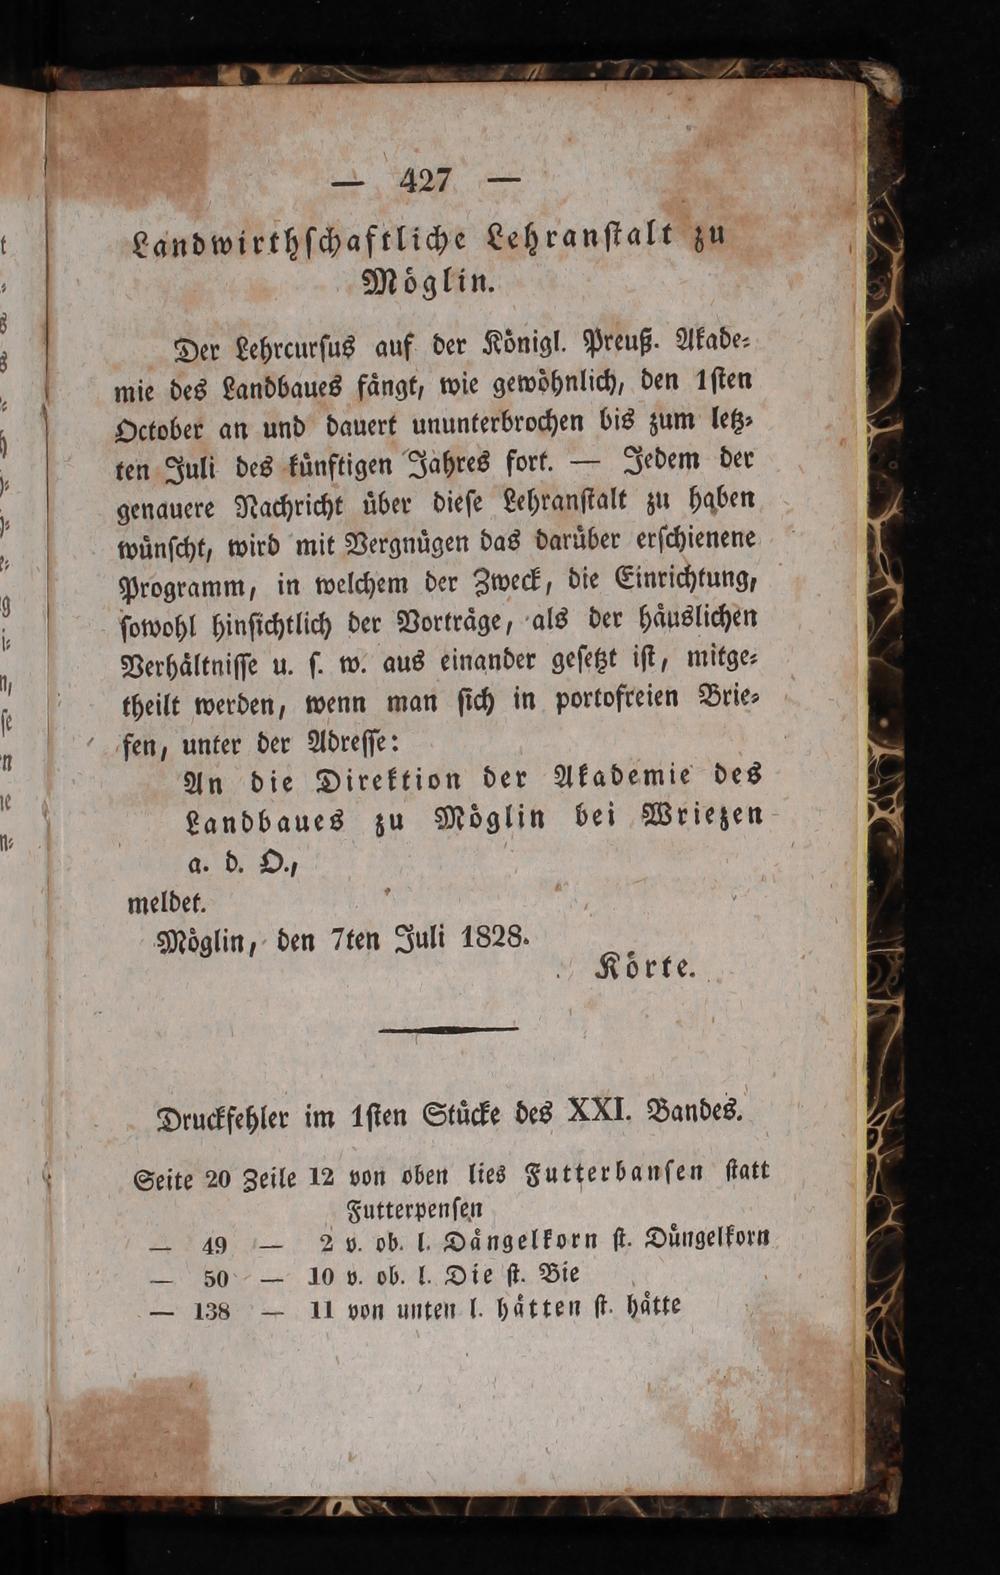 — 427 —
Landwirthſchaftliche Lehranſtalt zu
Möglin.
Der Lehrcurſus auf der Königl. Preuß. Akade⸗
mie des Landbaues fängt, wie gewöhnlich, den 1ſten
October an und dauert ununterbrochen bis zum letz⸗
ten Juli des künftigen Jahres fort. — Jedem der
genauere Nachricht über dieſe Lehranſtalt zu haben
wünſcht, wird mit Vergnügen das darüber erſchienene
Programm, in welchem der Zweck, die Einrichtung,
ſowohl hinſichtlich der Vorträge, als der häuslichen
Verhältniſſe u. ſ. w. aus einander geſetzt iſt, mitge⸗
theilt werden, wenn man ſich in portofreien Brie⸗
fen, unter der Adreſſe:
An die Direktion der Akademie des
Landbaues zu Möglin bei Wriezen
a. d. O.,
meldet.
Möglin, den 7ten Juli 1828.
Körte.
Druckfehler im 1ſten Stücke des XXI. Bandes.
Seite 20 Zeile 12 von oben lies Futterbanſen ſtatt
Futterpenſen
— 49 — 2 v. ob. l. Dängelkorn ſt. Düngelkorn
— 50 — 10 v. ob. l. Die ſt. Bie
— 138 — 11 von unten l. hätten ſt. hätte